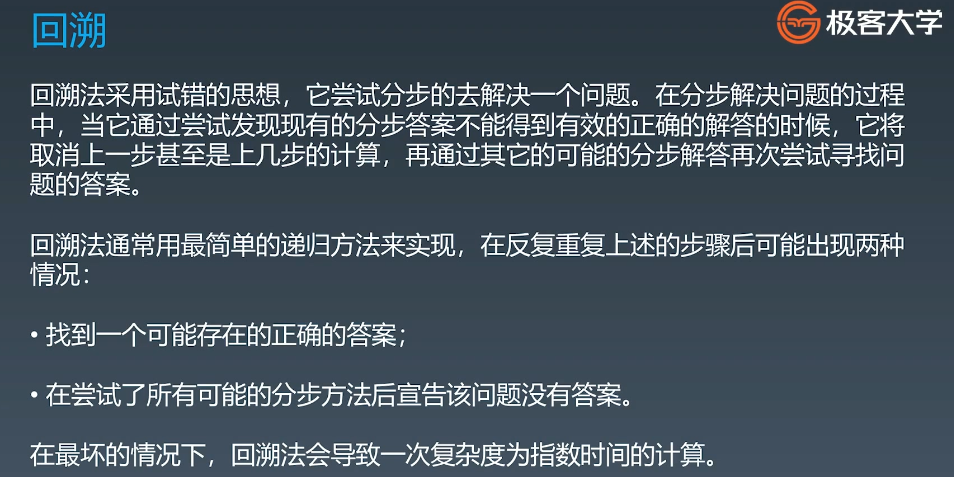 回溯
极客大学
回溯法采用试错的思想，它尝试分步的去解决一个问题。在分步解决问题的过程
中，当它通过尝试发现现有的分步答案不能得到有效的正确的解答的时候，它将
取消上一步甚至是上几步的计算，再通过其它的可能的分步解答再次尝试寻找问
题的答案。
回溯法通常用最简单的递归方法来实现，在反复重复上述的步骤后可能出现两种
情况：
• 找到一个可能存在的正确的答案；
• 在尝试了所有可能的分步方法后宣告该问题没有答案。
在最坏的情况下，回溯法会导致一次复杂度为指数时间的计算。